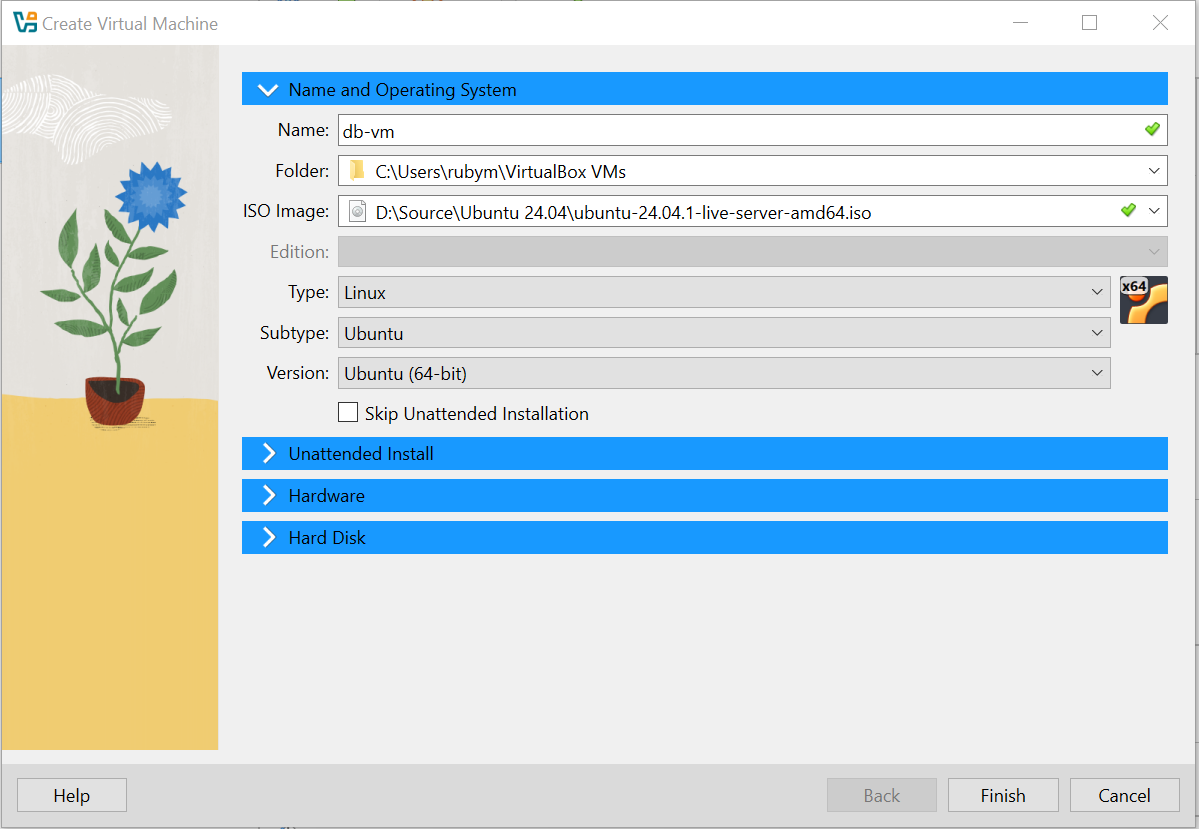 Create Virtual Machine
Name and Operating System
Name: db-vm
Folder: C:\Users\rubym\VirtualBox VMs
ISO Image: D:\Source\Ubuntu 24.04\ubuntu-24.04.1-live-server-amd64.iso
Edition:
Type: Linux
x64
Subtype: Ubuntu
Version: Ubuntu (64-bit)
Skip Unattended Installation
Unattended Install
Hardware
Hard Disk
Help Back Finish Cancel